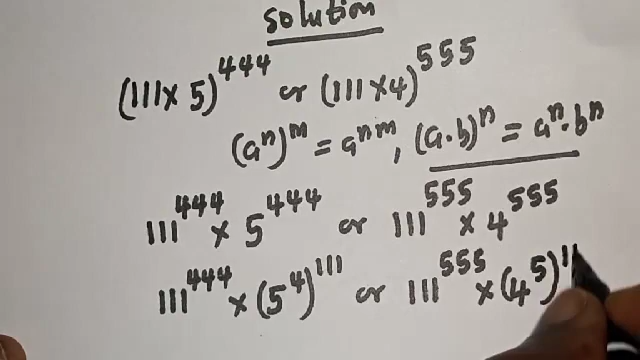 solution
(111×5)^444 or (111×4)^555
(a^n)^m = a^nm, (a·b)^n = a^n·b^n
111^444 × 5^444 or 111^555 × 4^555
111^444 × (5^4)^111 or 111^555 × (4^5)^11